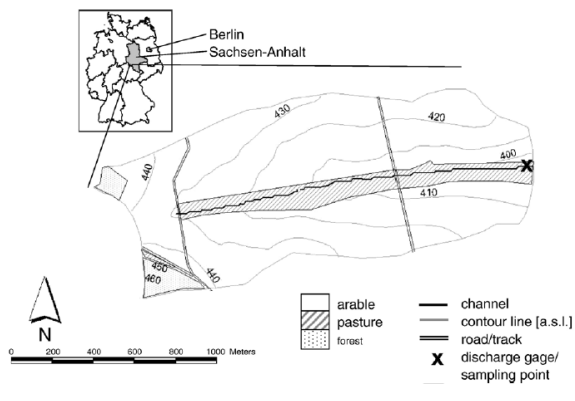 Berlin
Sachsen-Anhalt
430
420
440
400
410
450
460
440
N
arable
pasture
forest
channel
contour line [a.s.l.]
road/track
X discharge gage/
sampling point
0 200 400 600 800 1000 Meters